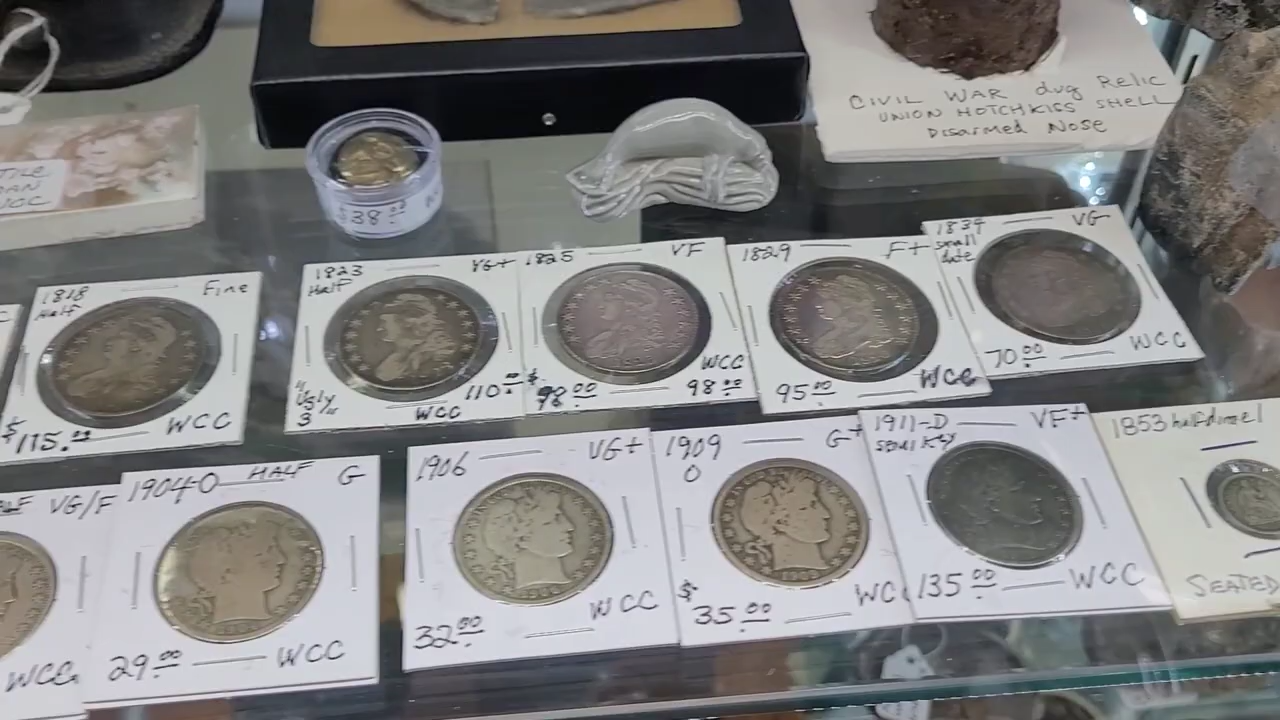 CIVIL WAR dug Relic
UNION HOTCHKISS SHELL
Disarmed Nose
$38.00
1818
Half
Fine
$115.00
WCC
1823
Half
VG+
"Ugly"
3
110.00
WCC
1825
VF
WCC
$98.00
98.00
1829
F+
95.00
WCC
1834
small
date
VG
70.00
WCC
VG/F
WCC
1904-O HALF G
29.00
WCC
1906
VG+
32.00
WCC
1909
O
G+
$35.00
1911-D
semi Key
VF+
135.00
WCC
1853 half dime
SEATED